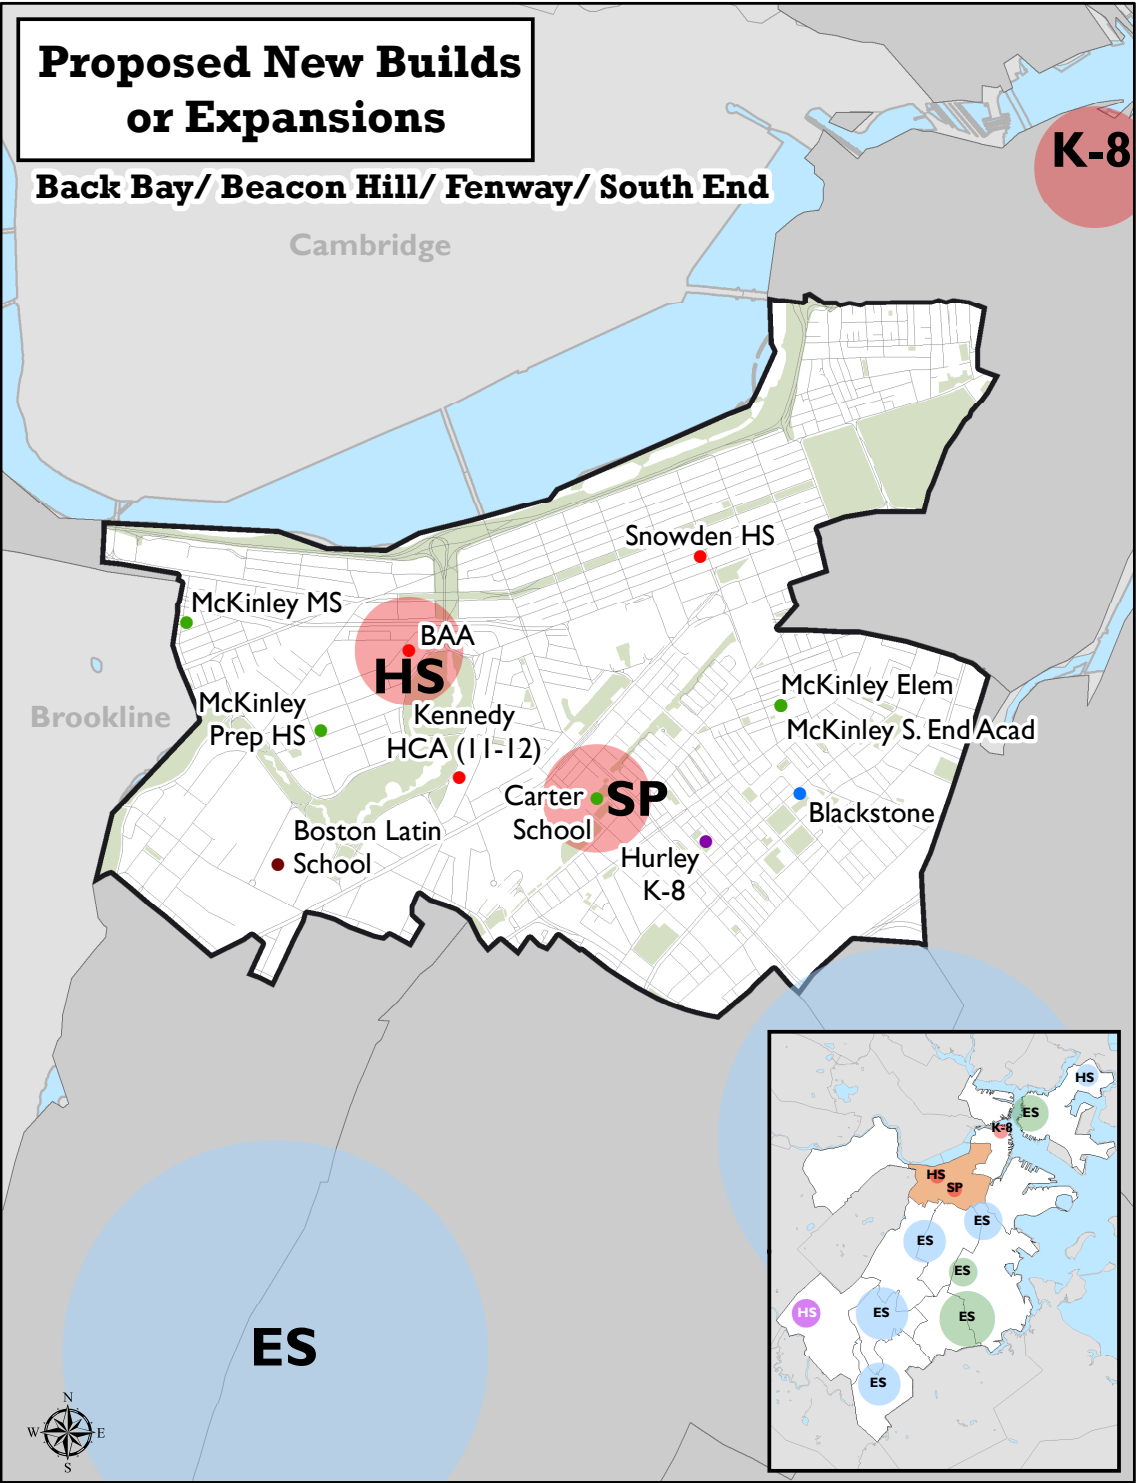 Proposed New Builds
or Expansions
Back Bay/ Beacon Hill/ Fenway/ South End
K-8
Cambridge
Snowden HS
McKinley MS
BAA
HS
McKinley
Prep HS
Kennedy
HCA (11-12)
McKinley Elem
McKinley S. End Acad
Brookline
Carter
School
SP
Blackstone
Boston Latin
School
Hurley
K-8
ES
N
W
E
S
HS
ES
K-8
HS
SP
ES
ES
ES
HS
ES
ES
ES